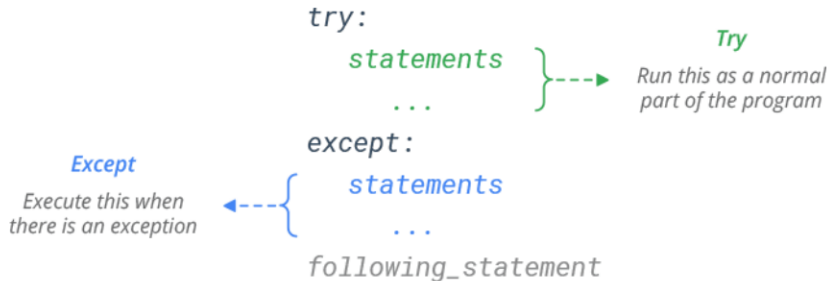 try:
statements
...
except:
statements
...
following_statement
Try
Run this as a normal
part of the program
Except
Execute this when
there is an exception